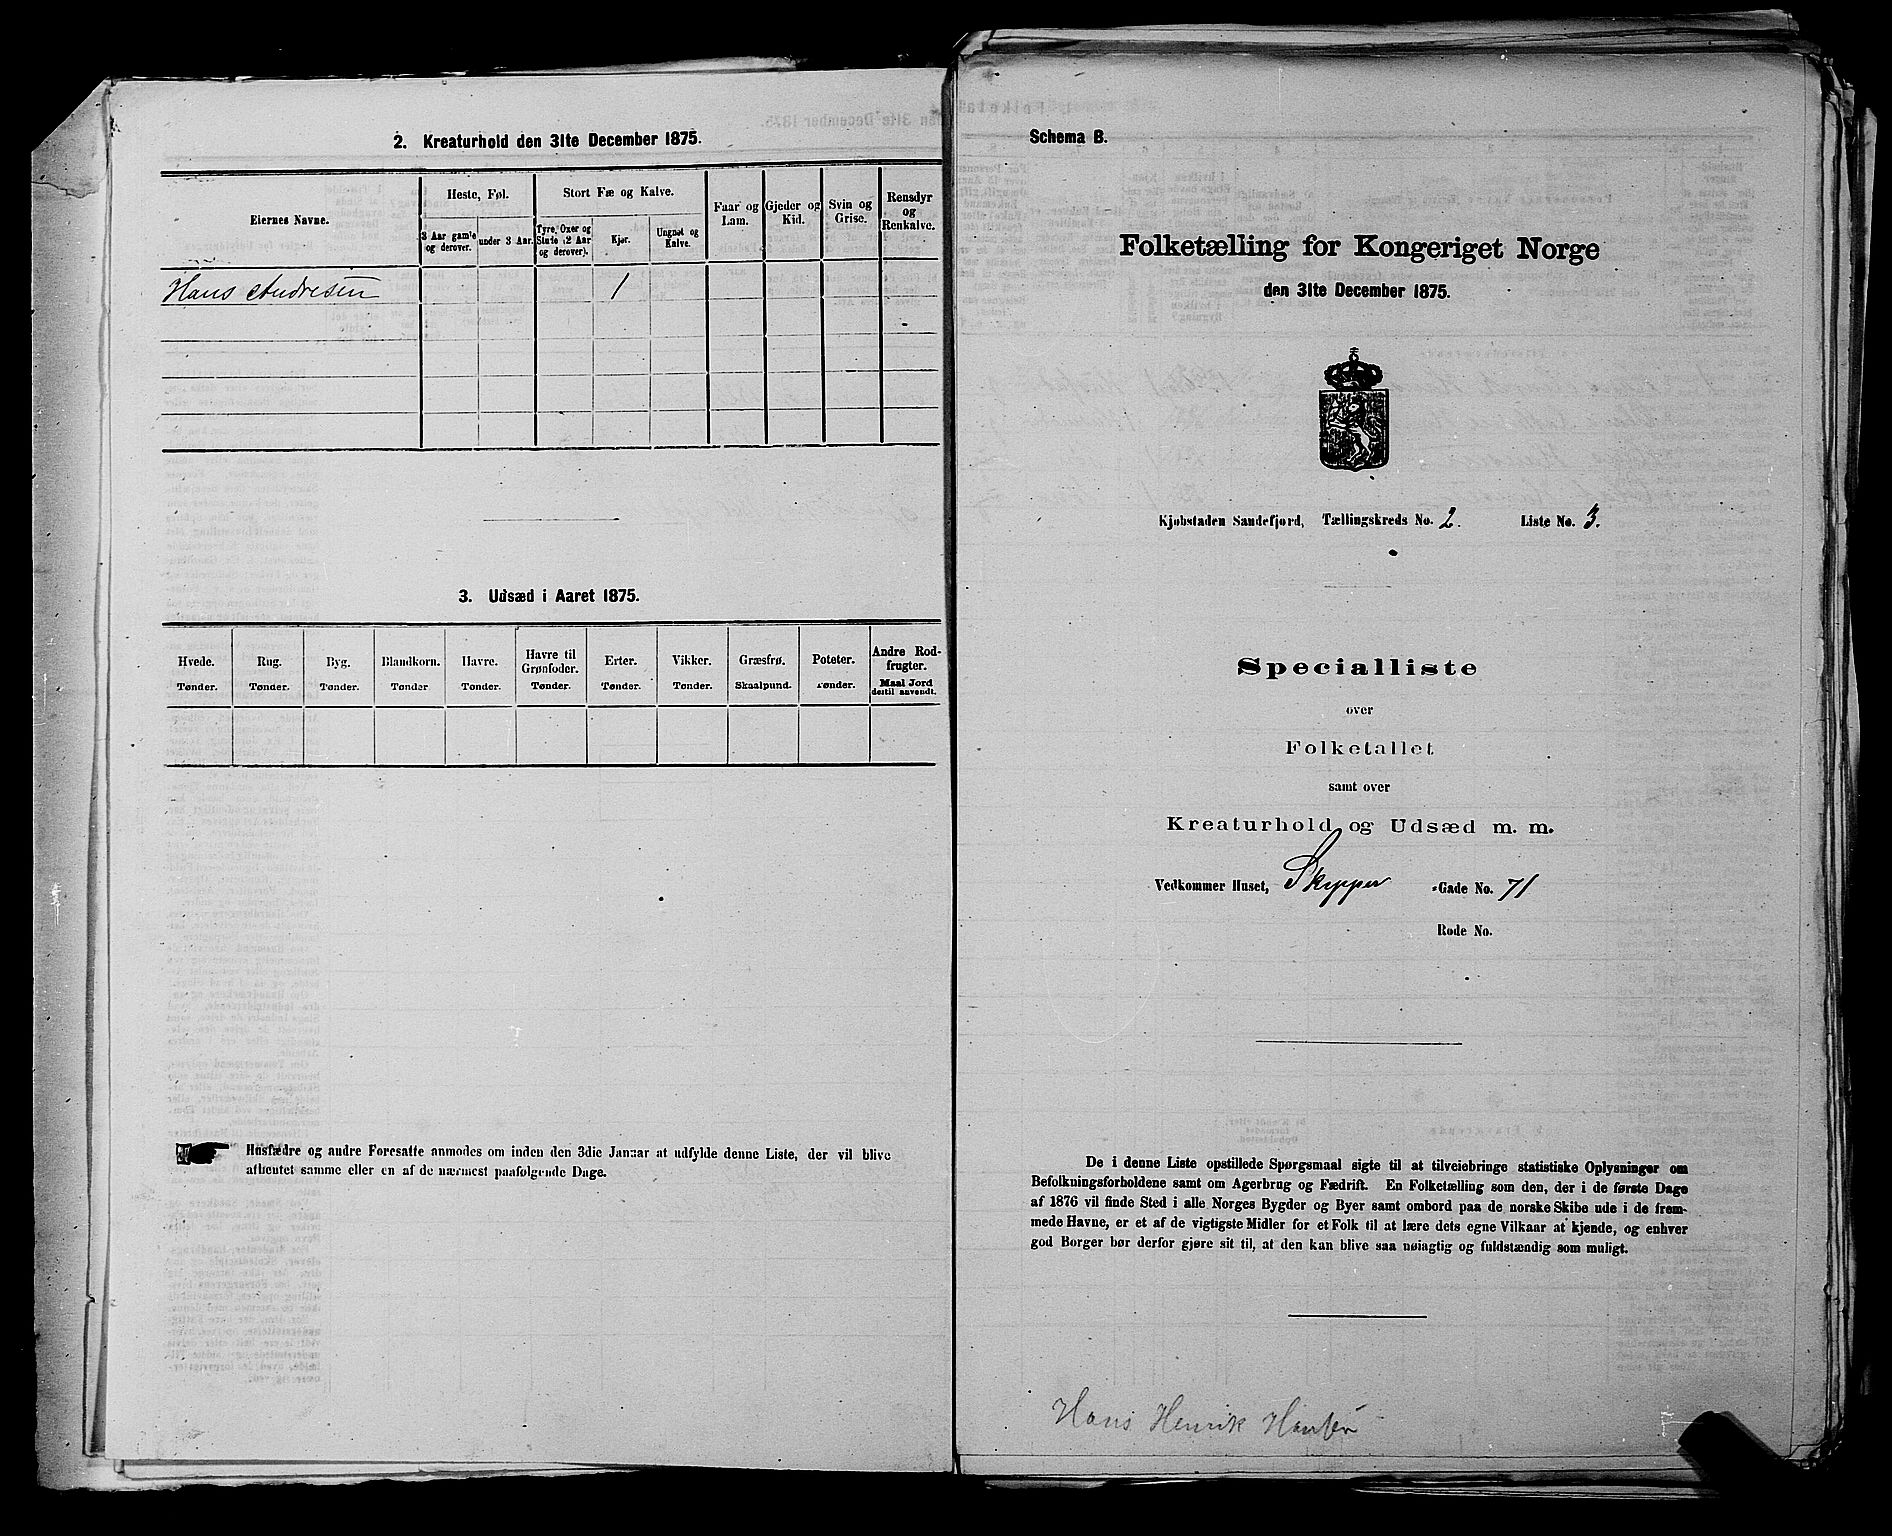 2. Kreaturhold den 31te December 1875.
Eiernes Navne.
Heste, Føl.
Stort Fæ og Kalve.
3 Aar gamle og derover.
under 3 Aar.
Tyre, Oxer og Stude (2 Aar og derover).
Kjør.
Ungnøt og Kalve.
Faar og Lam.
Gjeder og Kid.
Svin og Grise.
Rensdyr og Renkalve.
Hans Andresen 1
3. Udsæd i Aaret 1875.
Hvede. Tønder.
Rug. Tønder.
Byg. Tønder.
Blandkorn. Tønder
Havre. Tønder.
Havre til Grønfoder. Tønder.
Erter. Tønder.
Vikker. Tønder.
Græsfrø. Skaalpund.
Poteter. Tønder.
Andre Rodfrugter. Maal Jord dertil anvendt.
Husfædre og andre Foresatte anmodes om inden den 3die Januar at udfylde denne Liste, der vil blive
afhentet samme eller en af de nærmest paafølgende Dage.
Schema B.
Folketælling for Kongeriget Norge
den 31te December 1875.
Kjøbstaden Sandefjord, Tællingskreds No. 2. Liste No. 3.
Specialliste
over
Folketallet
samt over
Kreaturhold og Udsæd m. m.
Vedkommer Huset, Skipper -Gade No. 71
Rode No.
De i denne Liste opstillede Spørgsmaal sigte til at tilveiebringe statistiske Oplysninger om
Befolkningsforholdene samt om Agerbrug og Fædrift. En Folketælling som den, der i de første Dage
af 1876 vil finde Sted i alle Norges Bygder og Byer samt ombord paa de norske Skibe ude i de frem-
mede Havne, er et af de vigtigste Midler for et Folk til at lære dets egne Vilkaar at kjende, og enhver
god Borger bør derfor gjøre sit til, at den kan blive saa nøiagtig og fuldstændig som muligt.
Hans Henrik Hansen